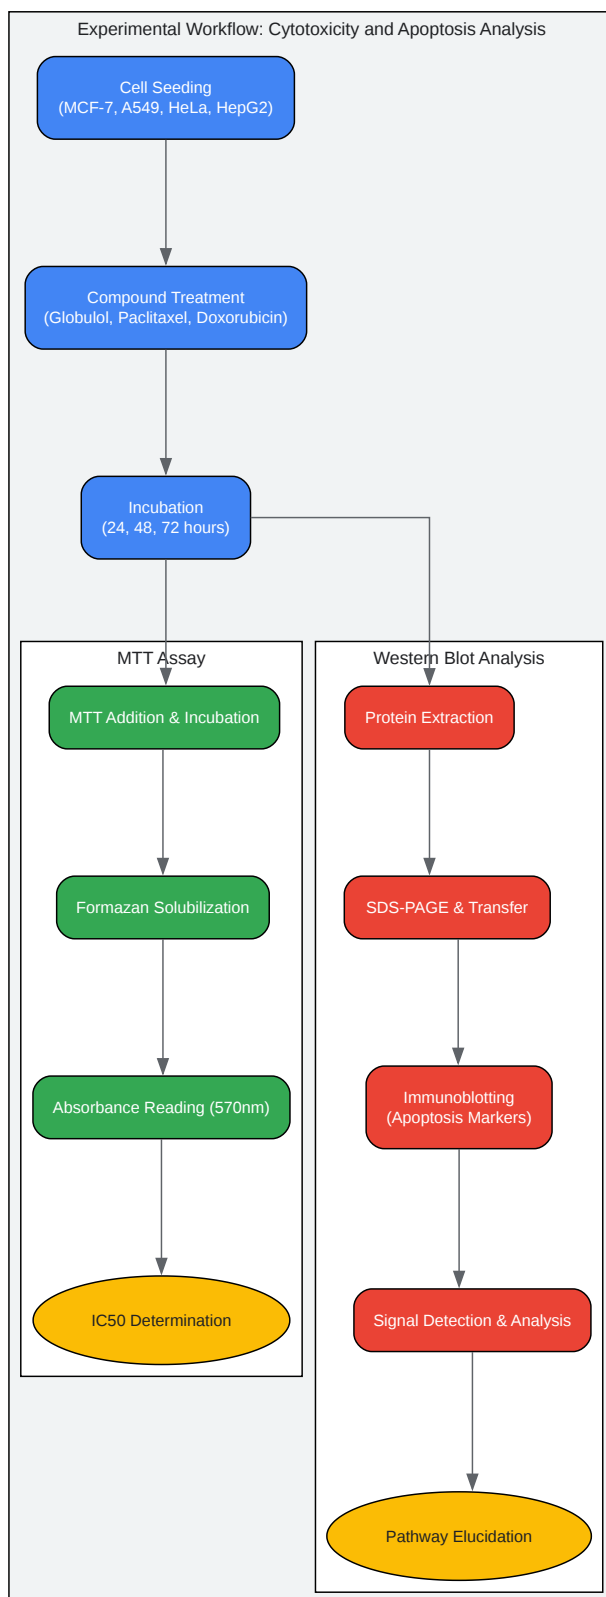 Experimental Workflow: Cytotoxicity and Apoptosis Analysis
Cell Seeding
(MCF-7, A549, HeLa, HepG2)
Compound Treatment
(Globulol, Paclitaxel, Doxorubicin)
Incubation
(24, 48, 72 hours)
MTT Assay
MTT Addition & Incubation
Formazan Solubilization
Absorbance Reading (570nm)
IC50 Determination
Western Blot Analysis
Protein Extraction
SDS-PAGE & Transfer
Immunoblotting
(Apoptosis Markers)
Signal Detection & Analysis
Pathway Elucidation